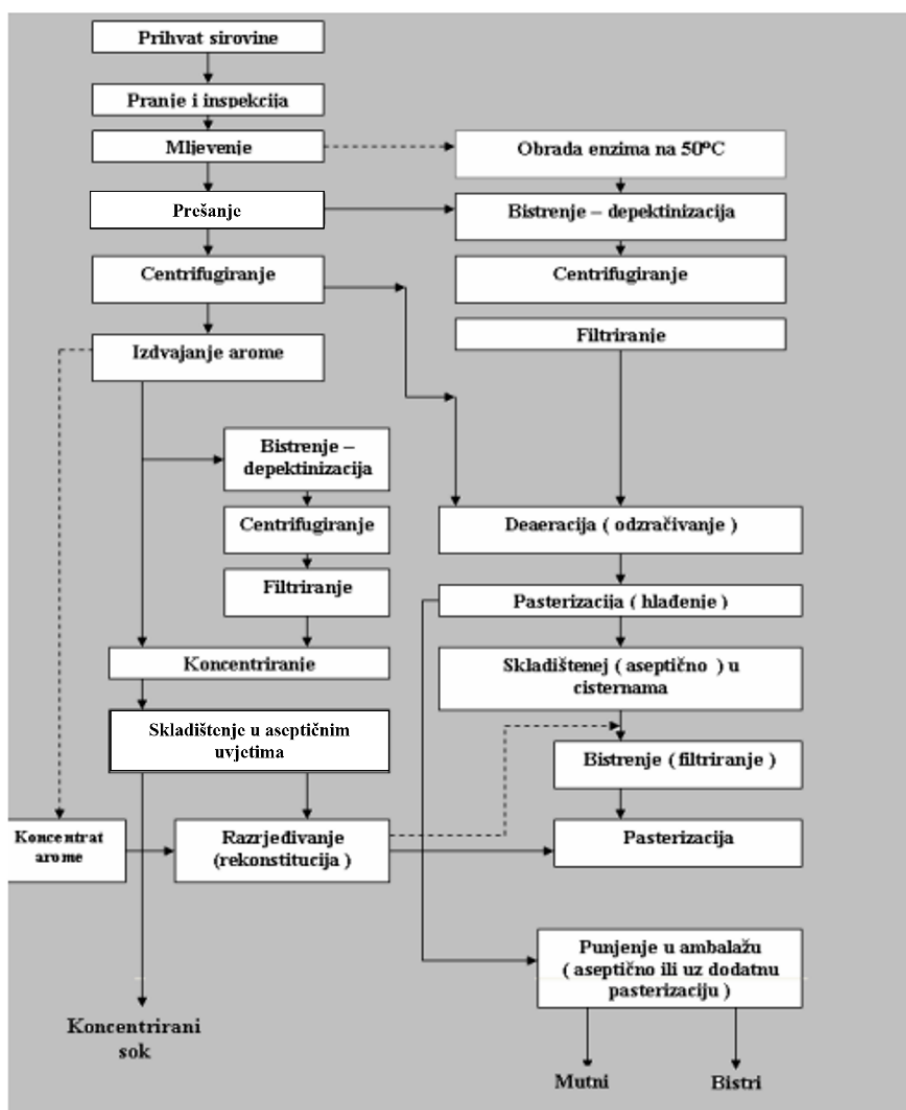 Prihvat sirovine
Pranje i inspekcija
Mljevenje
Obrada enzima na 50°C
Prešanje
Bistrenje – depektinizacija
Centrifugiranje
Centrifugiranje
Izdvajanje arome
Filtriranje
Bistrenje –
depektinizacija
Centrifugiranje
Deaeracija ( odzračivanje )
Filtriranje
Pasterizacija ( hlađenje )
Koncentriranje
Skladištenej ( aseptično ) u
cisternama
Skladištenje u aseptičnim
uvjetima
Bistrenje ( filtriranje )
Koncentrat
arome
Razrjeđivanje
(rekonstitucija )
Pasterizacija
Punjenje u ambalažu
( aseptično ili uz dodatnu
pasterizaciju )
Koncentrirani
sok
Mutni
Bistri